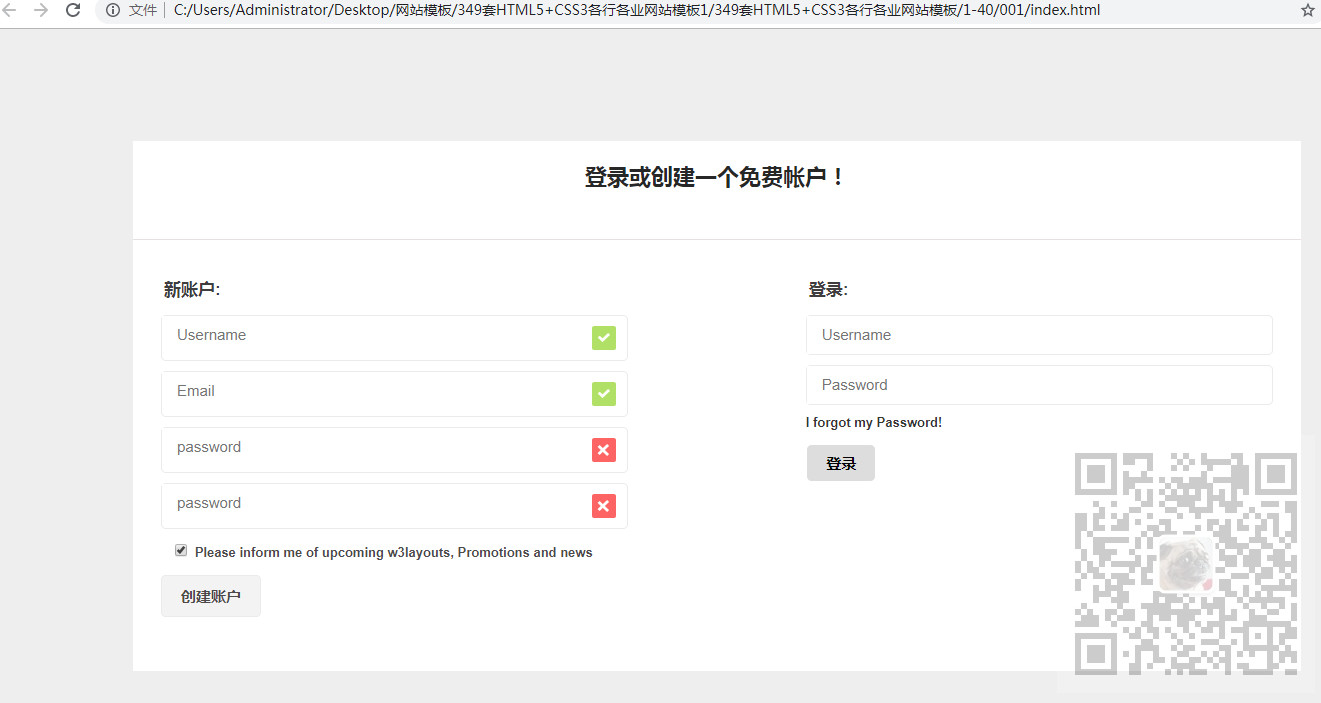 文件 C:/Users/Administrator/Desktop/网站模板/349套HTML5+CSS3各行各业网站模板1/349套HTML5+CSS3各行各业网站模板/1-40/001/index.html
登录或创建一个免费帐户！
新账户:
Username
Email
password
password
Please inform me of upcoming w3layouts, Promotions and news
创建账户
登录:
Username
Password
I forgot my Password!
登录